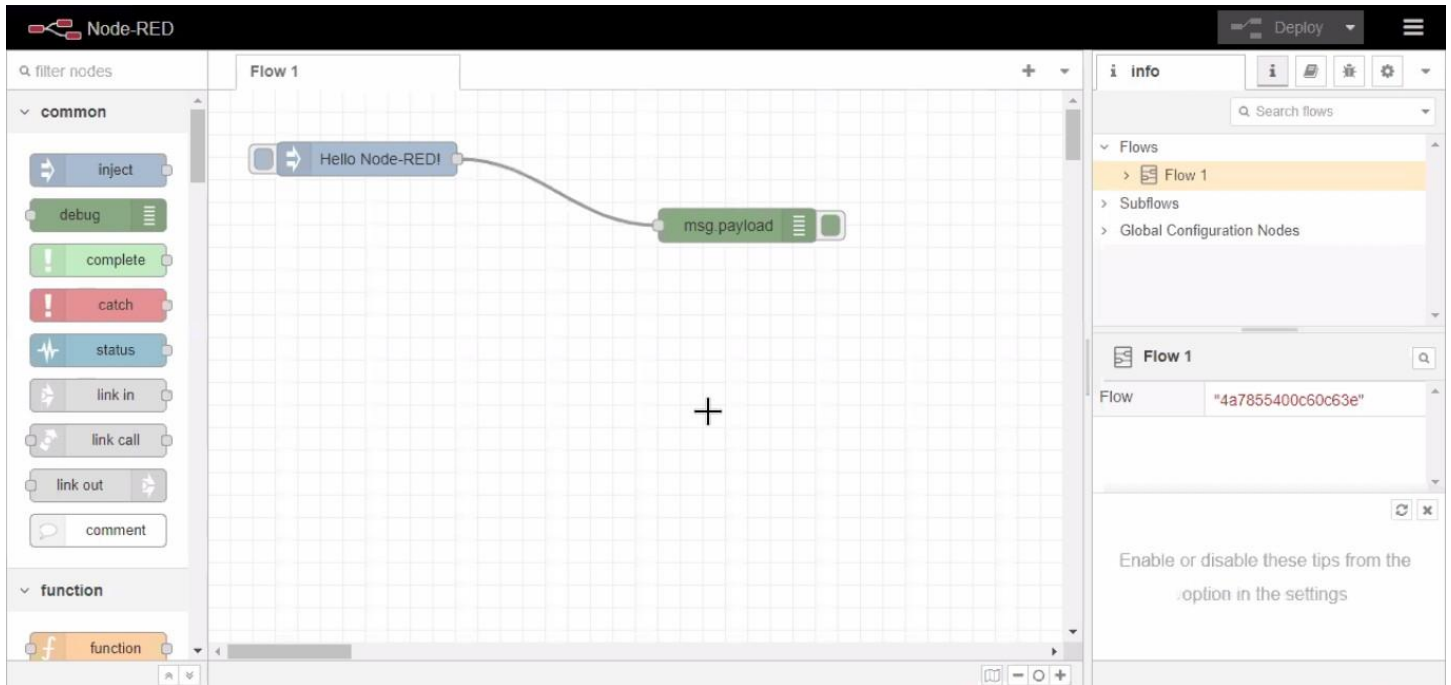 Node-RED
Deploy
filter nodes
Flow 1
i info
i
common
inject
debug
complete
catch
status
link in
link call
link out
comment
function
f function
Hello Node-RED!
msg.payload
Search flows
Flows
Flow 1
Subflows
Global Configuration Nodes
Flow 1
Flow "4a7855400c60c63e"
Enable or disable these tips from the
option in the settings